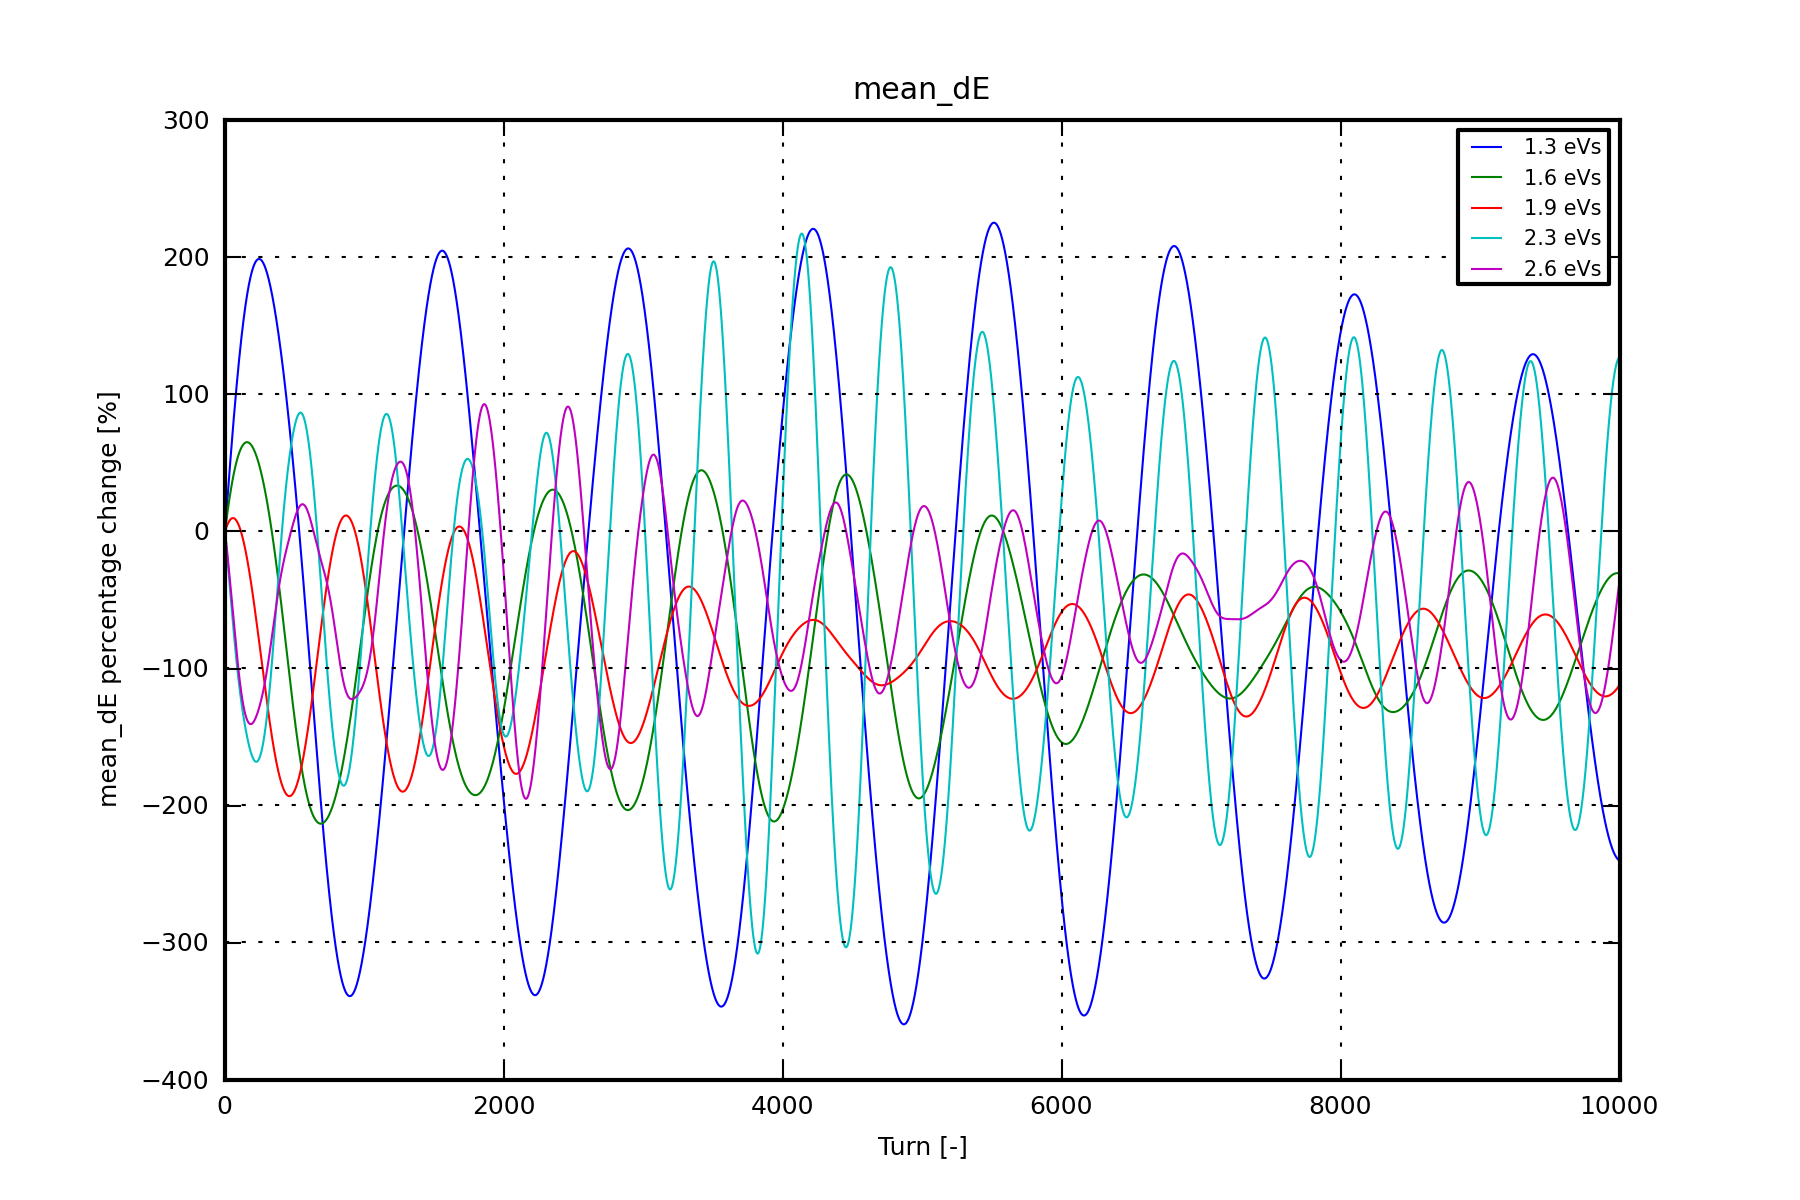 mean_dE
300
200
100
0
−100
−200
−300
−400
mean_dE percentage change [%]
1.3 eVs
1.6 eVs
1.9 eVs
2.3 eVs
2.6 eVs
0 2000 4000 6000 8000 10000
Turn [-]